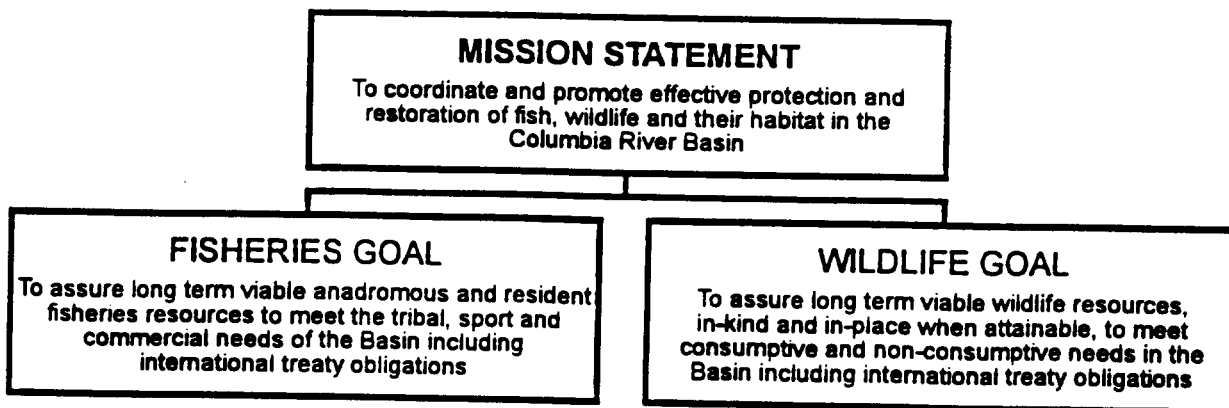 MISSION STATEMENT
To coordinate and promote effective protection and
restoration of fish, wildlife and their habitat in the
Columbia River Basin
FISHERIES GOAL
To assure long term viable anadromous and resident
fisheries resources to meet the tribal, sport and
commercial needs of the Basin including
international treaty obligations
WILDLIFE GOAL
To assure long term viable wildlife resources,
in-kind and in-place when attainable, to meet
consumptive and non-consumptive needs in the
Basin including international treaty obligations